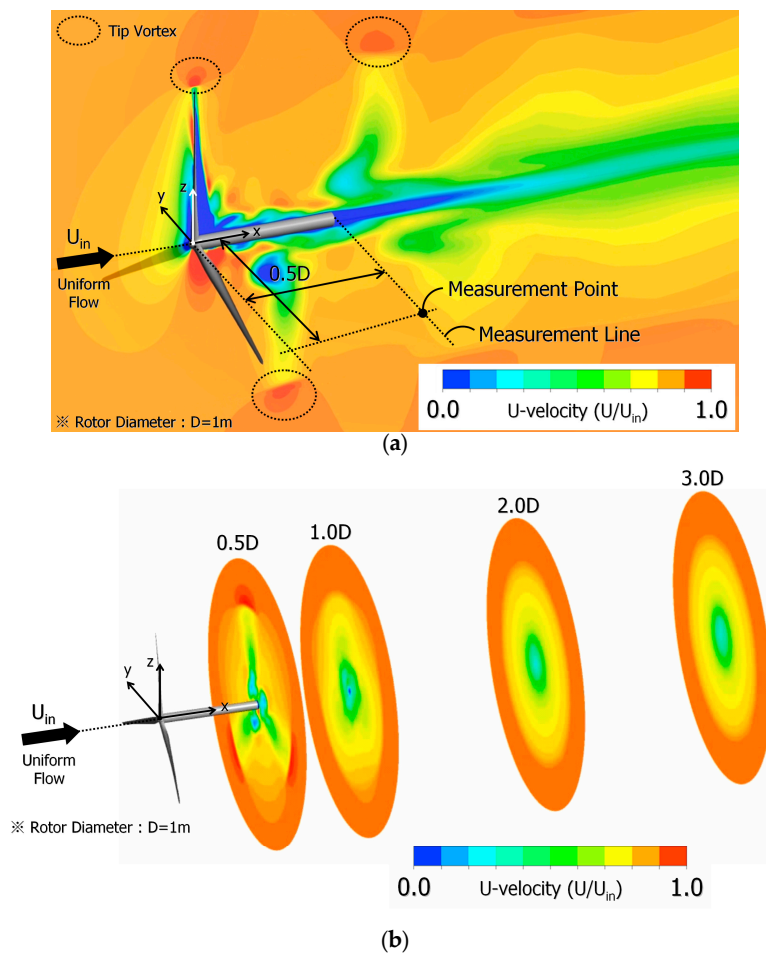 Tip Vortex
z
y
x
U_in
Uniform
Flow
0.5D
Measurement Point
Measurement Line
0.0
U-velocity (U/U_in)
1.0
※ Rotor Diameter : D=1m
(a)
3.0D
2.0D
1.0D
0.5D
z
y
x
U_in
Uniform
Flow
※ Rotor Diameter : D=1m
0.0
U-velocity (U/U_in)
1.0
(b)